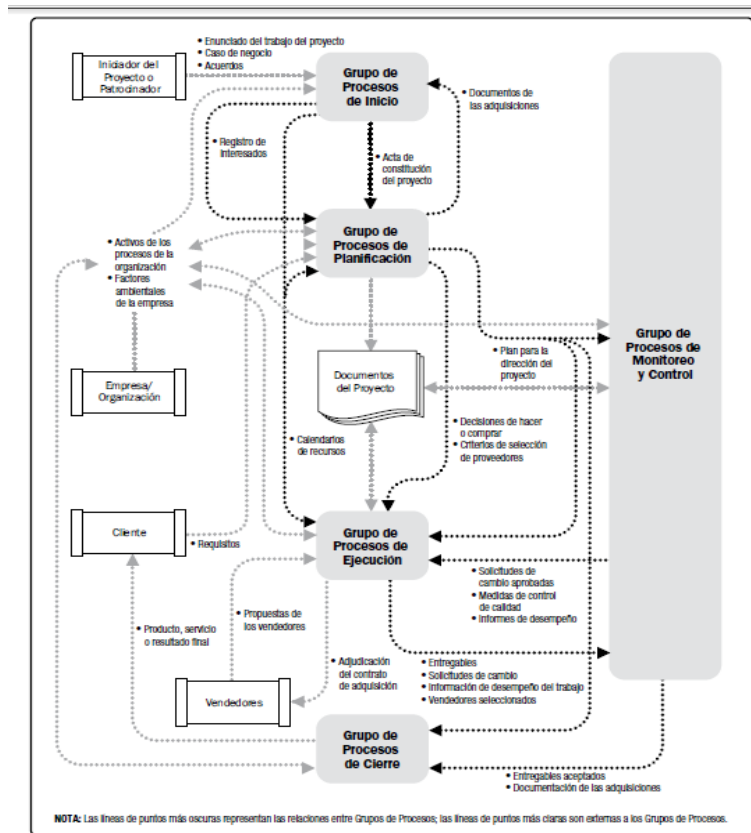 • Enunciado del trabajo del proyecto
• Caso de negocio
• Acuerdos
Iniciador del
Proyecto o
Patrocinador
Grupo de
Procesos
de Inicio
• Documentos de
las adquisiciones
• Registro de
interesados
• Acta de
constitución
del proyecto
Grupo de
Procesos de
Planificación
• Activos de los
procesos de la
organización
• Factores
ambientales
de la empresa
Grupo de
Procesos de
Monitoreo
y Control
• Plan para la
dirección del
proyecto
Documentos
del Proyecto
Empresa/
Organización
• Decisiones de hacer
o comprar
• Criterios de selección
de proveedores
• Calendarios
de recursos
Cliente
• Requisitos
Grupo de
Procesos de
Ejecución
• Solicitudes de
cambio aprobadas
• Medidas de control
de calidad
• Informes de desempeño
• Propuestas de
los vendedores
• Producto, servicio
o resultado final
• Adjudicación
del contrato
de adquisición
• Entregables
• Solicitudes de cambio
• Información de desempeño del trabajo
• Vendedores seleccionados
Vendedores
Grupo de
Procesos
de Cierre
• Entregables aceptados
• Documentación de las adquisiciones
NOTA: Las líneas de puntos más oscuras representan las relaciones entre Grupos de Procesos; las líneas de puntos más claras son externas a los Grupos de Procesos.